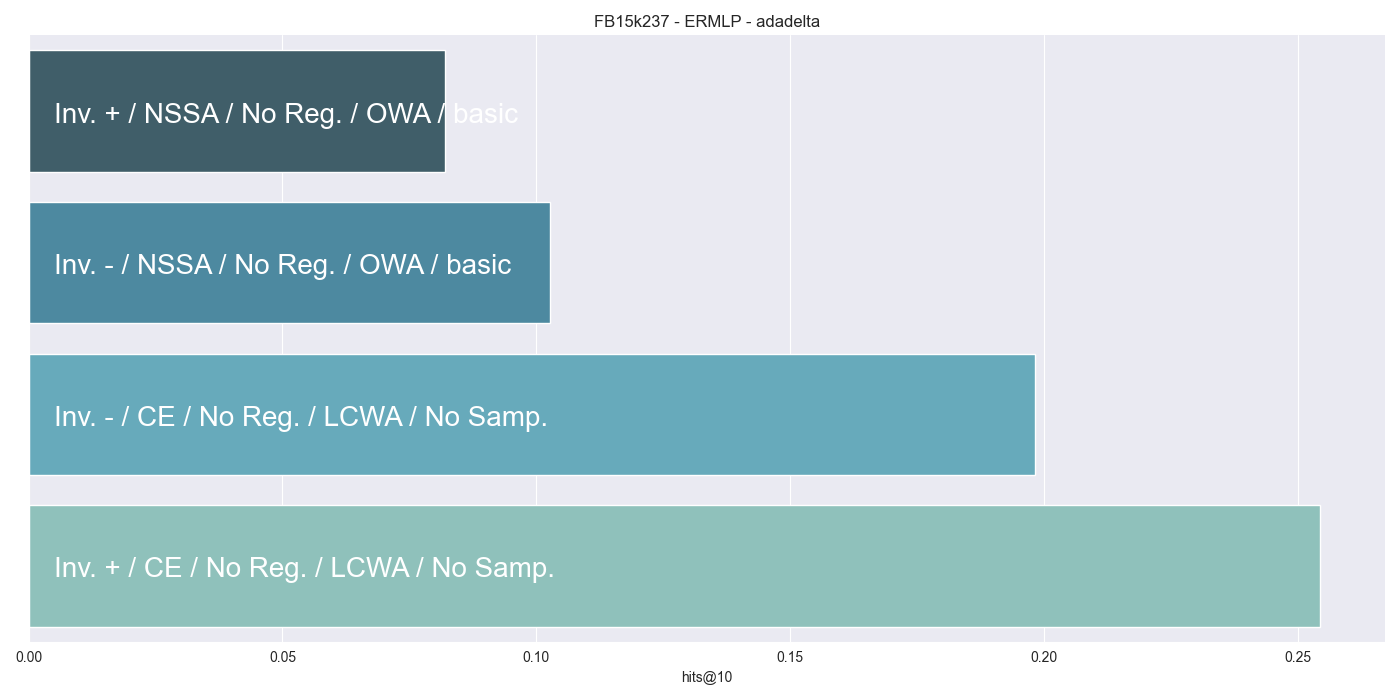 FB15k237 - ERMLP - adadelta
Inv. + / NSSA / No Reg. / OWA / basic
Inv. - / NSSA / No Reg. / OWA / basic
Inv. - / CE / No Reg. / LCWA / No Samp.
Inv. + / CE / No Reg. / LCWA / No Samp.
0.00 0.05 0.10 0.15 0.20 0.25
hits@10